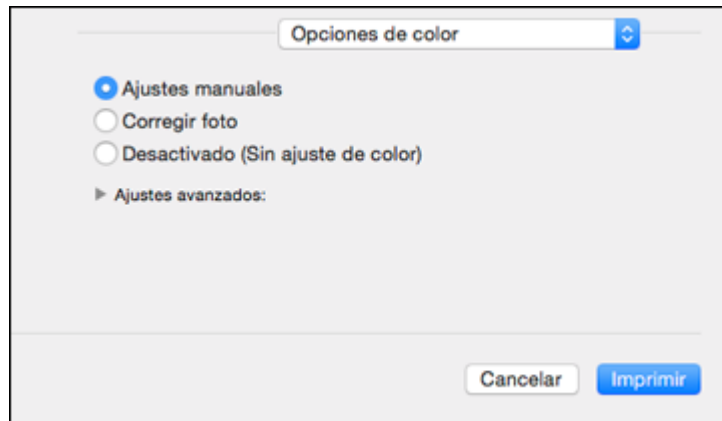 Opciones de color
Ajustes manuales
Corregir foto
Desactivado (Sin ajuste de color)
Ajustes avanzados:
Cancelar
Imprimir